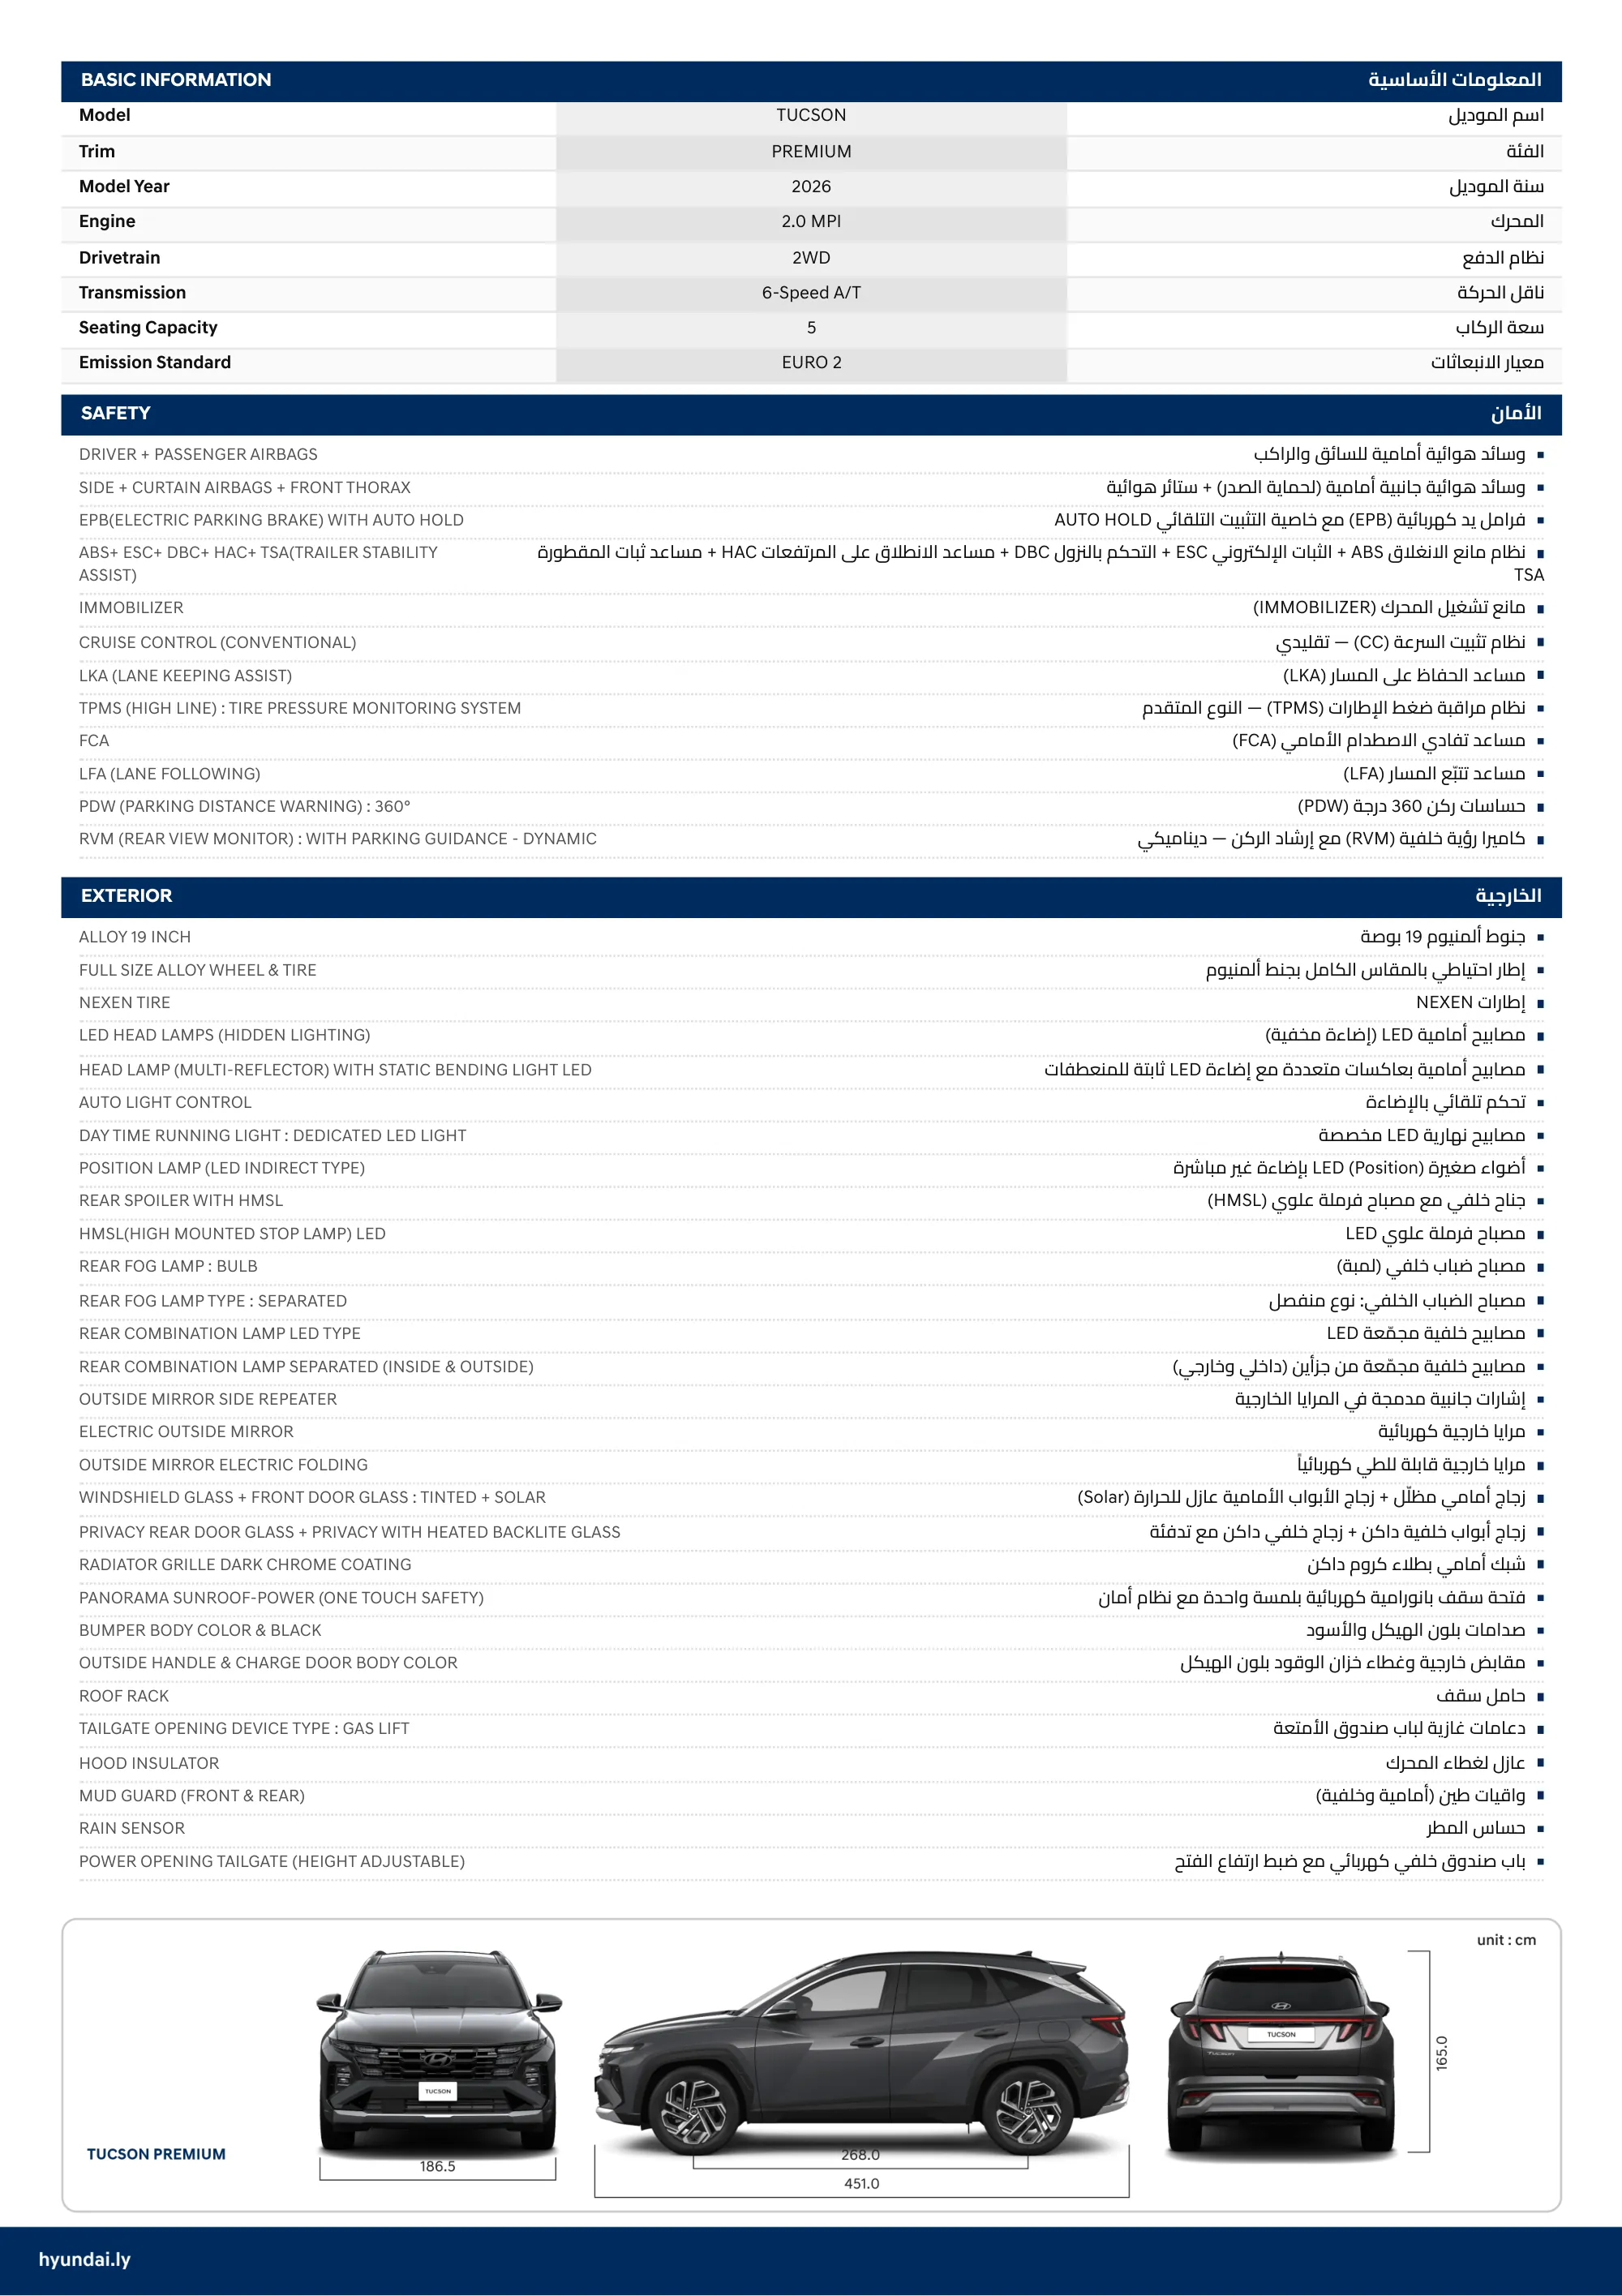 BASIC INFORMATION المعلومات الأساسية
Model TUCSON اسم الموديل
Trim PREMIUM الفئة
Model Year 2026 سنة الموديل
Engine 2.0 MPI المحرك
Drivetrain 2WD نظام الدفع
Transmission 6-Speed A/T ناقل الحركة
Seating Capacity 5 سعة الركاب
Emission Standard EURO 2 معيار الانبعاثات
SAFETY الأمان
DRIVER + PASSENGER AIRBAGS ▪ وسائد هوائية أمامية للسائق والراكب
SIDE + CURTAIN AIRBAGS + FRONT THORAX ▪ وسائد هوائية جانبية أمامية (لحماية الصدر) + ستائر هوائية
EPB(ELECTRIC PARKING BRAKE) WITH AUTO HOLD ▪ فرامل يد كهربائية (EPB) مع خاصية التثبيت التلقائي AUTO HOLD
ABS+ ESC+ DBC+ HAC+ TSA(TRAILER STABILITY ▪ نظام مانع الانغلاق ABS + الثبات الإلكتروني ESC + التحكم بالنزول DBC + مساعد الانطلاق على المرتفعات HAC + مساعد ثبات المقطورة
ASSIST) TSA
IMMOBILIZER ▪ مانع تشغيل المحرك (IMMOBILIZER)
CRUISE CONTROL (CONVENTIONAL) ▪ نظام تثبيت السرعة (CC) — تقليدي
LKA (LANE KEEPING ASSIST) ▪ مساعد الحفاظ على المسار (LKA)
TPMS (HIGH LINE) : TIRE PRESSURE MONITORING SYSTEM ▪ نظام مراقبة ضغط الإطارات (TPMS) — النوع المتقدم
FCA ▪ مساعد تفادي الاصطدام الأمامي (FCA)
LFA (LANE FOLLOWING) ▪ مساعد تتبّع المسار (LFA)
PDW (PARKING DISTANCE WARNING) : 360° ▪ حساسات ركن 360 درجة (PDW)
RVM (REAR VIEW MONITOR) : WITH PARKING GUIDANCE - DYNAMIC ▪ كاميرا رؤية خلفية (RVM) مع إرشاد الركن — ديناميكي
EXTERIOR الخارجية
ALLOY 19 INCH ▪ جنوط ألمنيوم 19 بوصة
FULL SIZE ALLOY WHEEL & TIRE ▪ إطار احتياطي بالمقاس الكامل بجنط ألمنيوم
NEXEN TIRE ▪ إطارات NEXEN
LED HEAD LAMPS (HIDDEN LIGHTING) ▪ مصابيح أمامية LED (إضاءة مخفية)
HEAD LAMP (MULTI-REFLECTOR) WITH STATIC BENDING LIGHT LED ▪ مصابيح أمامية بعاكسات متعددة مع إضاءة LED ثابتة للمنعطفات
AUTO LIGHT CONTROL ▪ تحكم تلقائي بالإضاءة
DAY TIME RUNNING LIGHT : DEDICATED LED LIGHT ▪ مصابيح نهارية LED مخصصة
POSITION LAMP (LED INDIRECT TYPE) ▪ أضواء صغيرة (Position) LED بإضاءة غير مباشرة
REAR SPOILER WITH HMSL ▪ جناح خلفي مع مصباح فرملة علوي (HMSL)
HMSL(HIGH MOUNTED STOP LAMP) LED ▪ مصباح فرملة علوي LED
REAR FOG LAMP : BULB ▪ مصباح ضباب خلفي (لمبة)
REAR FOG LAMP TYPE : SEPARATED ▪ مصباح الضباب الخلفي: نوع منفصل
REAR COMBINATION LAMP LED TYPE ▪ مصابيح خلفية مجمّعة LED
REAR COMBINATION LAMP SEPARATED (INSIDE & OUTSIDE) ▪ مصابيح خلفية مجمّعة من جزأين (داخلي وخارجي)
OUTSIDE MIRROR SIDE REPEATER ▪ إشارات جانبية مدمجة في المرايا الخارجية
ELECTRIC OUTSIDE MIRROR ▪ مرايا خارجية كهربائية
OUTSIDE MIRROR ELECTRIC FOLDING ▪ مرايا خارجية قابلة للطي كهربائياً
WINDSHIELD GLASS + FRONT DOOR GLASS : TINTED + SOLAR ▪ زجاج أمامي مظلّل + زجاج الأبواب الأمامية عازل للحرارة (Solar)
PRIVACY REAR DOOR GLASS + PRIVACY WITH HEATED BACKLITE GLASS ▪ زجاج أبواب خلفية داكن + زجاج خلفي داكن مع تدفئة
RADIATOR GRILLE DARK CHROME COATING ▪ شبك أمامي بطلاء كروم داكن
PANORAMA SUNROOF-POWER (ONE TOUCH SAFETY) ▪ فتحة سقف بانورامية كهربائية بلمسة واحدة مع نظام أمان
BUMPER BODY COLOR & BLACK ▪ صدامات بلون الهيكل والأسود
OUTSIDE HANDLE & CHARGE DOOR BODY COLOR ▪ مقابض خارجية وغطاء خزان الوقود بلون الهيكل
ROOF RACK ▪ حامل سقف
TAILGATE OPENING DEVICE TYPE : GAS LIFT ▪ دعامات غازية لباب صندوق الأمتعة
HOOD INSULATOR ▪ عازل لغطاء المحرك
MUD GUARD (FRONT & REAR) ▪ واقيات طين (أمامية وخلفية)
RAIN SENSOR ▪ حساس المطر
POWER OPENING TAILGATE (HEIGHT ADJUSTABLE) ▪ باب صندوق خلفي كهربائي مع ضبط ارتفاع الفتح
unit : cm
TUCSON
TUCSON
TUCSON
165.0
TUCSON PREMIUM
186.5
268.0
451.0
hyundai.ly